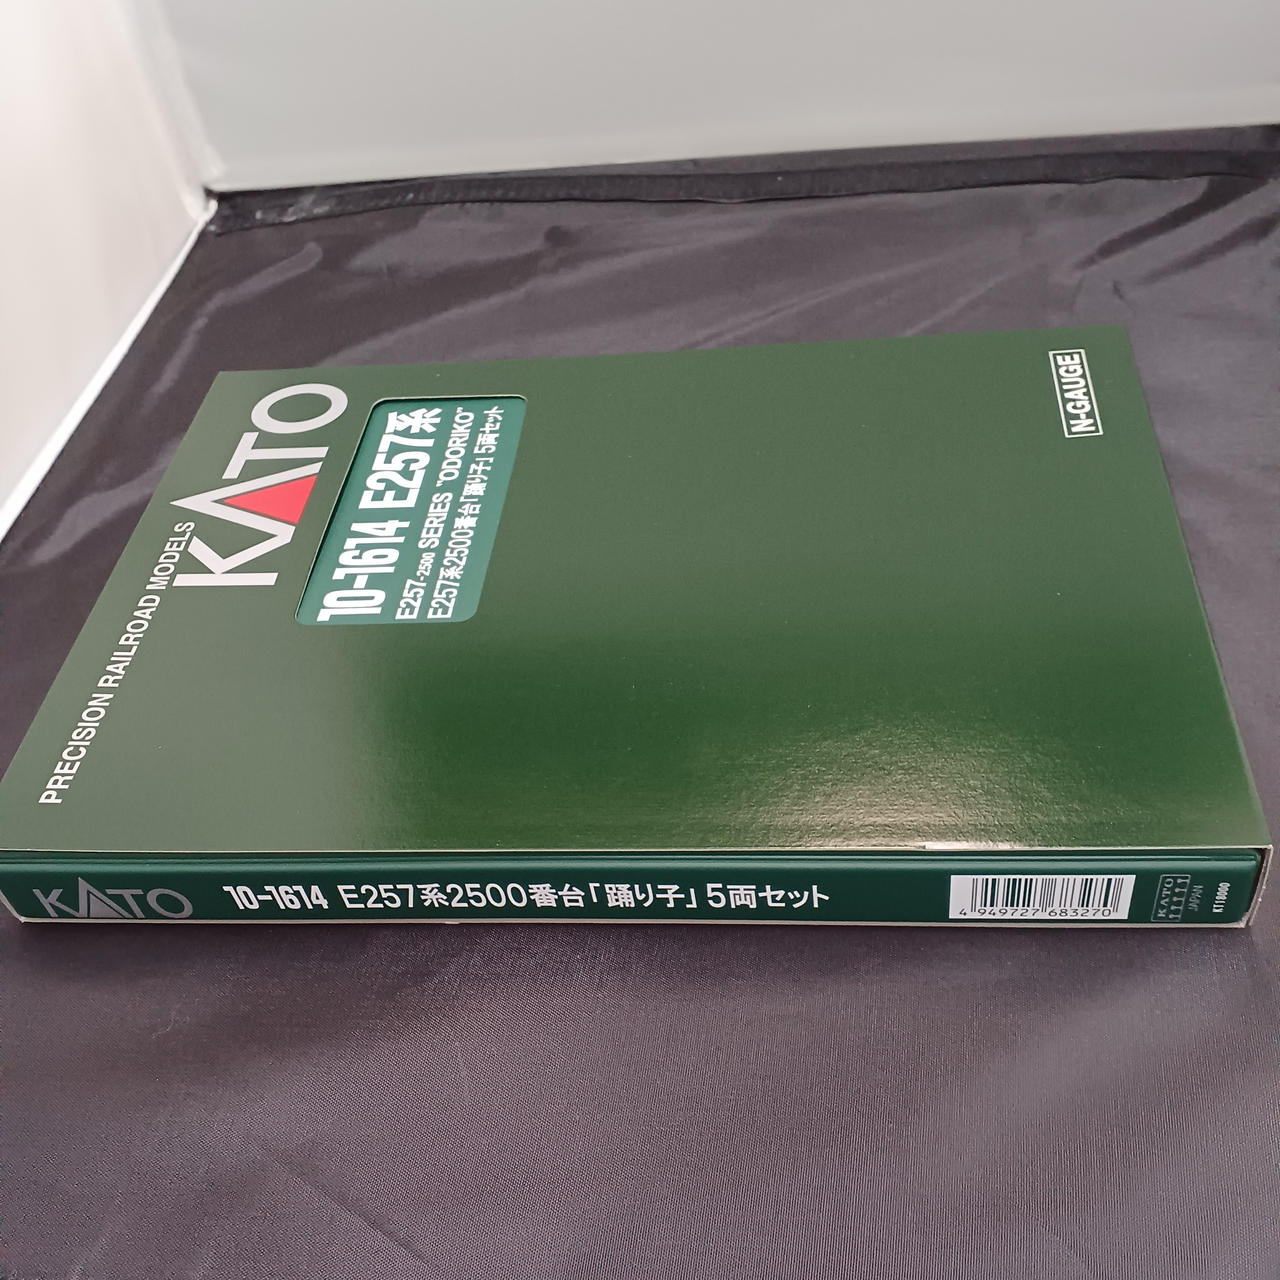 PRECISION RAILROAD MODELS
KATO
10-1614 E257系
E257-2500 SERIES "ODORIKO"
E257系2500番台「踊り子」5両セット
N-GAUGE
KATO 10-1614 E257系2500番台「踊り子」5両セット
4 949727 683270
KATO
JAPAN
KT18000